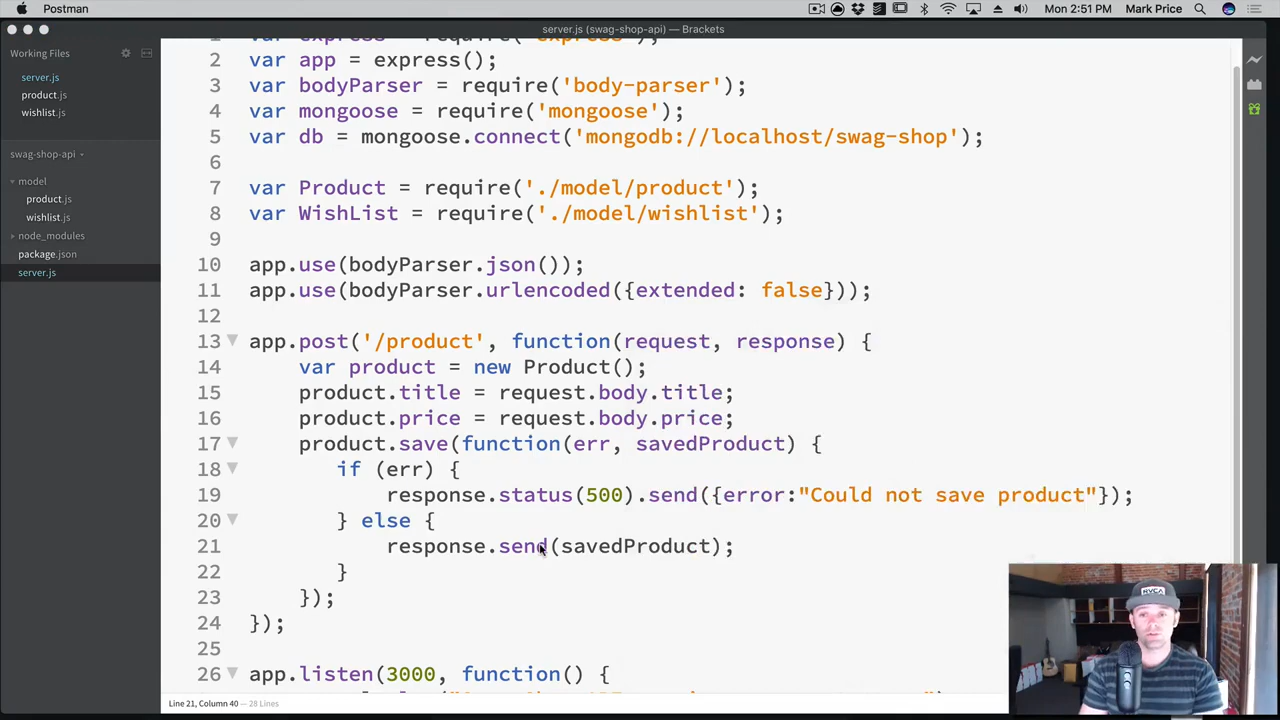 Postman
Mon 2:51 PM Mark Price
server.js (swag-shop-api) — Brackets
Working Files
server.js
product.js
wishlist.js
swag-shop-api
model
product.js
wishlist.js
node_modules
package.json
server.js
1 var express = require('express');
2 var app = express();
3 var bodyParser = require('body-parser');
4 var mongoose = require('mongoose');
5 var db = mongoose.connect('mongodb://localhost/swag-shop');
6
7 var Product = require('./model/product');
8 var WishList = require('./model/wishlist');
9
10 app.use(bodyParser.json());
11 app.use(bodyParser.urlencoded({extended: false}));
12
13 app.post('/product', function(request, response) {
14 var product = new Product();
15 product.title = request.body.title;
16 product.price = request.body.price;
17 product.save(function(err, savedProduct) {
18 if (err) {
19 response.status(500).send({error:"Could not save product"});
20 } else {
21 response.send(savedProduct);
22 }
23 });
24 });
25
26 app.listen(3000, function() {
Line 21, Column 40 — 28 Lines